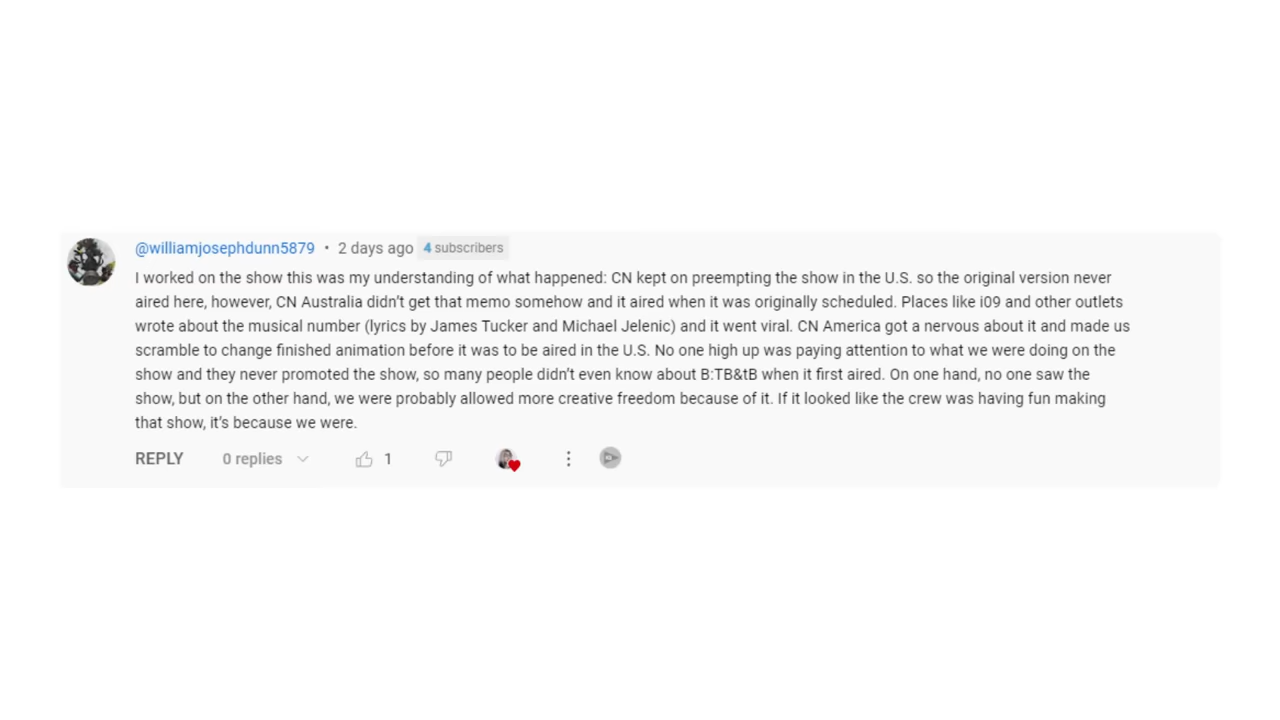 @williamjosephdunn5879 • 2 days ago 4 subscribers
I worked on the show this was my understanding of what happened: CN kept on preempting the show in the U.S. so the original version never
aired here, however, CN Australia didn’t get that memo somehow and it aired when it was originally scheduled. Places like i09 and other outlets
wrote about the musical number (lyrics by James Tucker and Michael Jelenic) and it went viral. CN America got a nervous about it and made us
scramble to change finished animation before it was to be aired in the U.S. No one high up was paying attention to what we were doing on the
show and they never promoted the show, so many people didn’t even know about B:TB&tB when it first aired. On one hand, no one saw the
show, but on the other hand, we were probably allowed more creative freedom because of it. If it looked like the crew was having fun making
that show, it’s because we were.
REPLY 0 replies 1